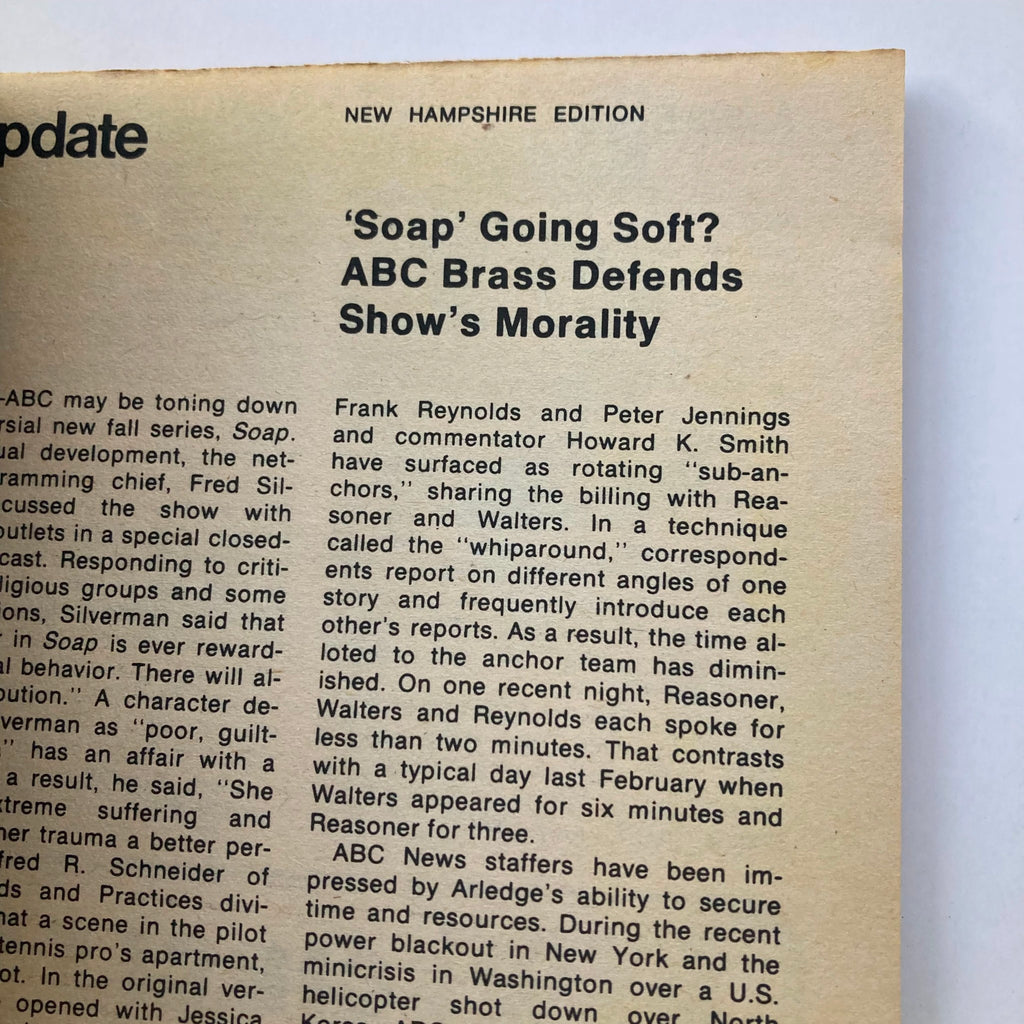 pdate
NEW HAMPSHIRE EDITION
‘Soap’ Going Soft?
ABC Brass Defends
Show’s Morality
-ABC may be toning down
rsial new fall series, Soap.
ual development, the net-
ramming chief, Fred Sil-
cussed the show with
outlets in a special closed-
cast. Responding to criti-
ligious groups and some
ions, Silverman said that
r in Soap is ever reward-
al behavior. There will al-
bution.” A character de-
verman as “poor, guilt-
” has an affair with a
a result, he said, “She
xtreme suffering and
her trauma a better per-
fred R. Schneider of
ds and Practices divi-
hat a scene in the pilot
tennis pro’s apartment,
ot. In the original ver-
opened with Jessica
Frank Reynolds and Peter Jennings
and commentator Howard K. Smith
have surfaced as rotating “sub-an-
chors,” sharing the billing with Rea-
soner and Walters. In a technique
called the “whiparound,” correspond-
ents report on different angles of one
story and frequently introduce each
other’s reports. As a result, the time al-
loted to the anchor team has dimin-
ished. On one recent night, Reasoner,
Walters and Reynolds each spoke for
less than two minutes. That contrasts
with a typical day last February when
Walters appeared for six minutes and
Reasoner for three.
ABC News staffers have been im-
pressed by Arledge’s ability to secure
time and resources. During the recent
power blackout in New York and the
minicrisis in Washington over a U.S.
helicopter shot down over North